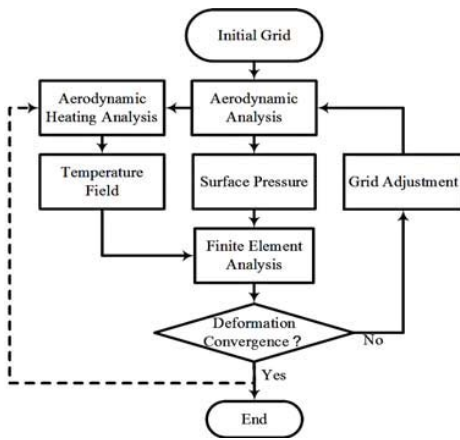 Initial Grid
Aerodynamic
Heating Analysis
Aerodynamic
Analysis
Temperature
Field
Surface Pressure
Grid Adjustment
Finite Element
Analysis
Deformation
Convergence？
No
Yes
End